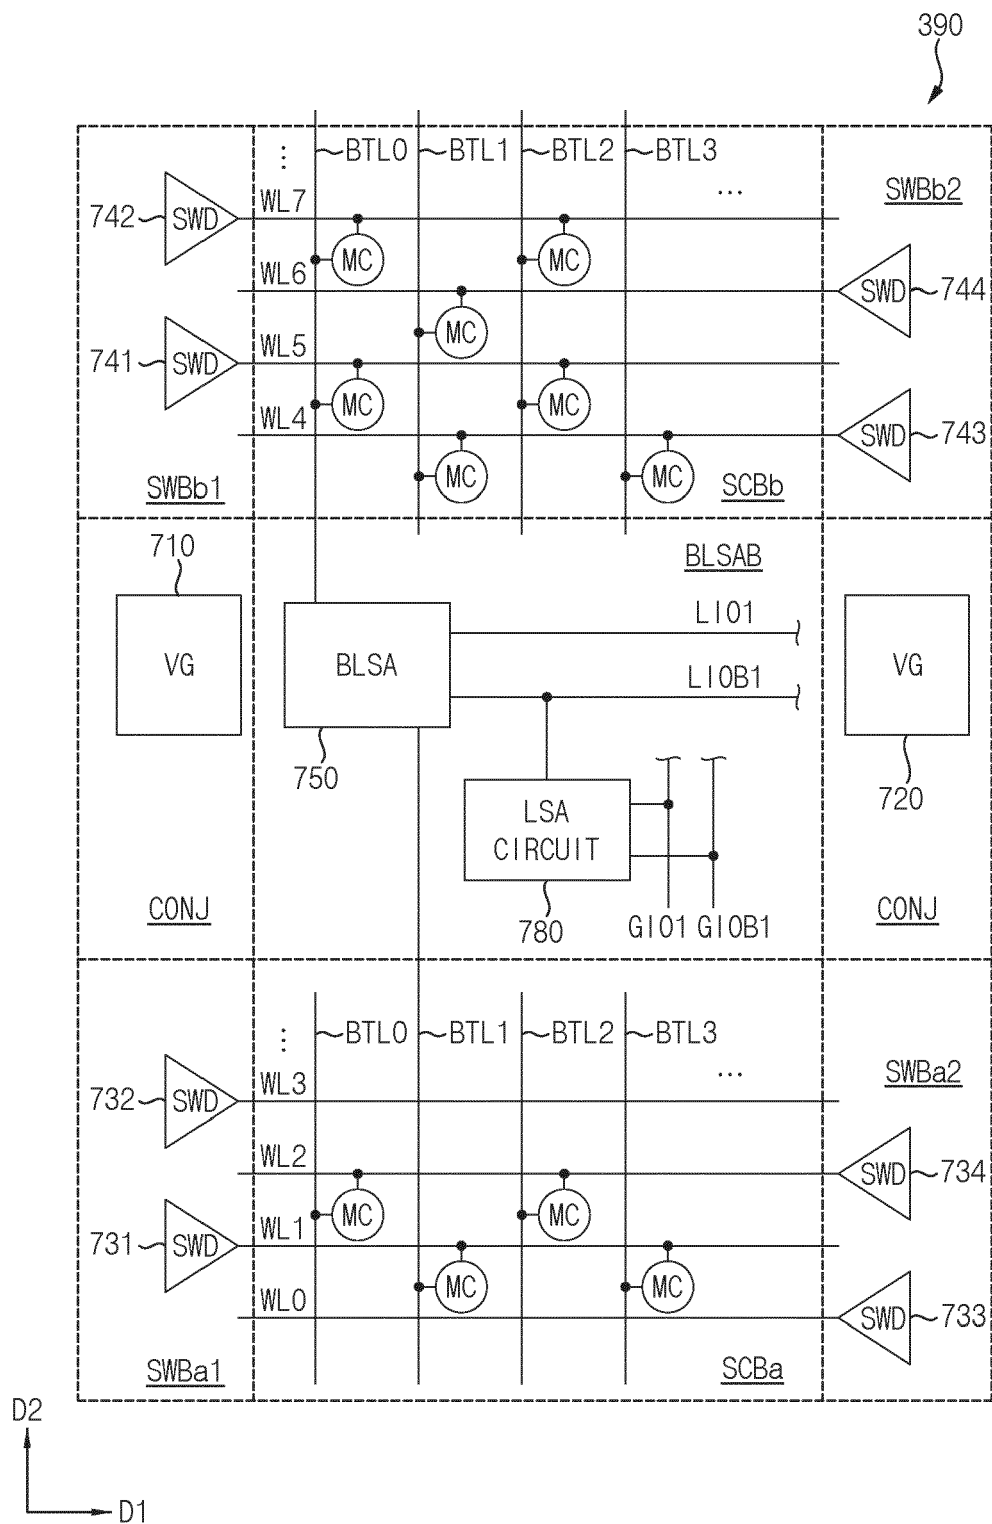 390
BTL0 BTL1 BTL2 BTL3
SWBb2
742 SWD WL7
MC MC
WL6 SWD 744
MC
741 SWD WL5
MC MC
WL4 SWD 743
MC MC
SWBb1 SCBb
710 BLSAB
LIO1
VG BLSA LIOB1 VG
750 720
LSA
CIRCUIT
CONJ 780 GIO1 GIOB1 CONJ
BTL0 BTL1 BTL2 BTL3
SWBa2
732 SWD WL3
WL2 SWD 734
MC MC
731 SWD WL1
MC MC
WL0 SWD 733
SWBa1 SCBa
D2
D1